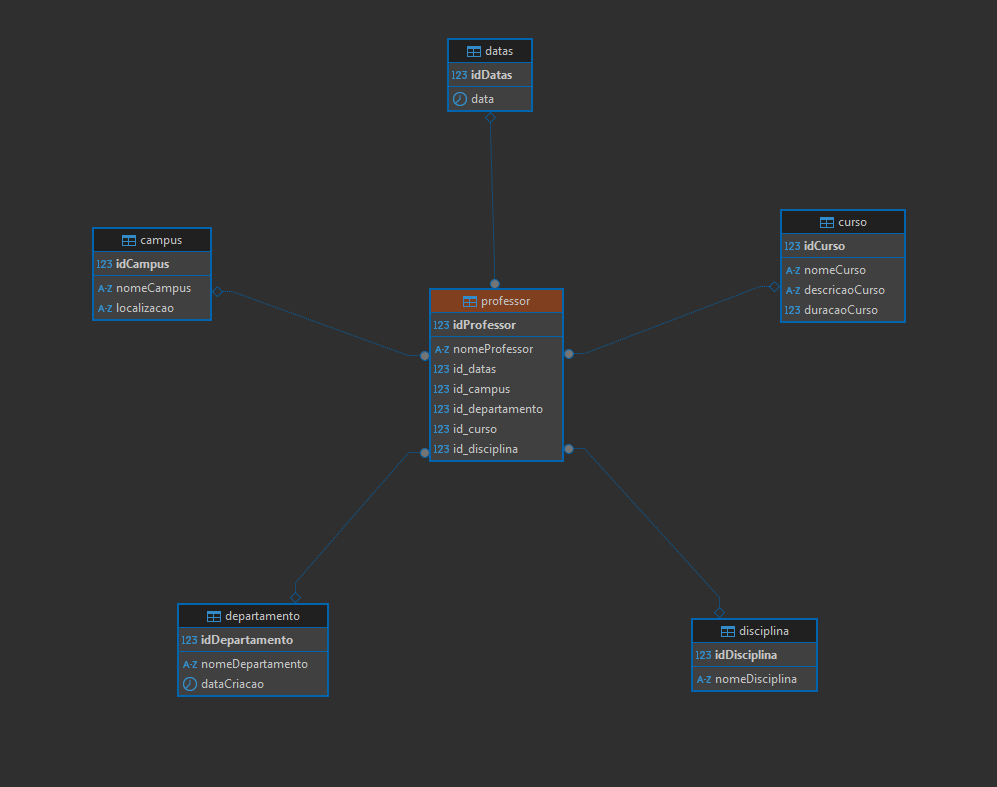 datas
123 idDatas
data
campus
123 idCampus
A-Z nomeCampus
A-Z localizacao
curso
123 idCurso
A-Z nomeCurso
A-Z descricaoCurso
123 duracaoCurso
professor
123 idProfessor
A-Z nomeProfessor
123 id_datas
123 id_campus
123 id_departamento
123 id_curso
123 id_disciplina
departamento
123 idDepartamento
A-Z nomeDepartamento
dataCriacao
disciplina
123 idDisciplina
A-Z nomeDisciplina